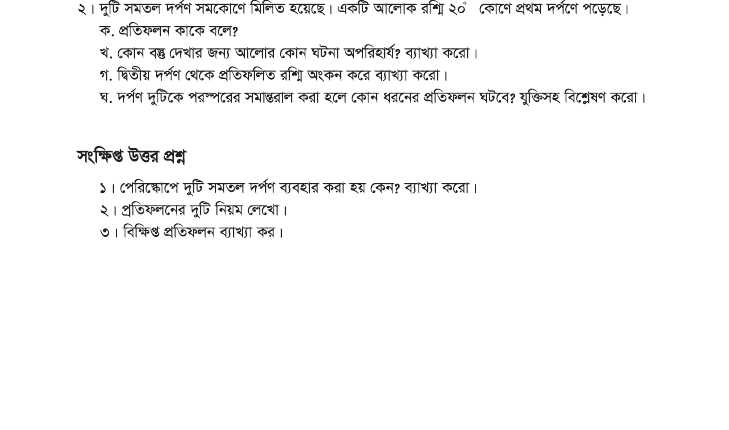 ২। দুটি সমতল দর্পণ সমকোণে মিলিত হয়েছে। একটি আলোক রশ্মি ২০° কোণে প্রথম দর্পণে পড়েছে।
ক. প্রতিফলন কাকে বলে?
খ. কোন বস্তু দেখার জন্য আলোর কোন ঘটনা অপরিহার্য? ব্যাখ্যা করো।
গ. দ্বিতীয় দর্পণ থেকে প্রতিফলিত রশ্মি অংকন করে ব্যাখ্যা করো।
ঘ. দর্পণ দুটিকে পরস্পরের সমান্তরাল করা হলে কোন ধরনের প্রতিফলন ঘটবে? যুক্তিসহ বিশ্লেষণ করো।
সংক্ষিপ্ত উত্তর প্রশ্ন
১। পেরিস্কোপে দুটি সমতল দর্পণ ব্যবহার করা হয় কেন? ব্যাখ্যা করো।
২। প্রতিফলনের দুটি নিয়ম লেখো।
৩। বিক্ষিপ্ত প্রতিফলন ব্যাখ্যা কর।